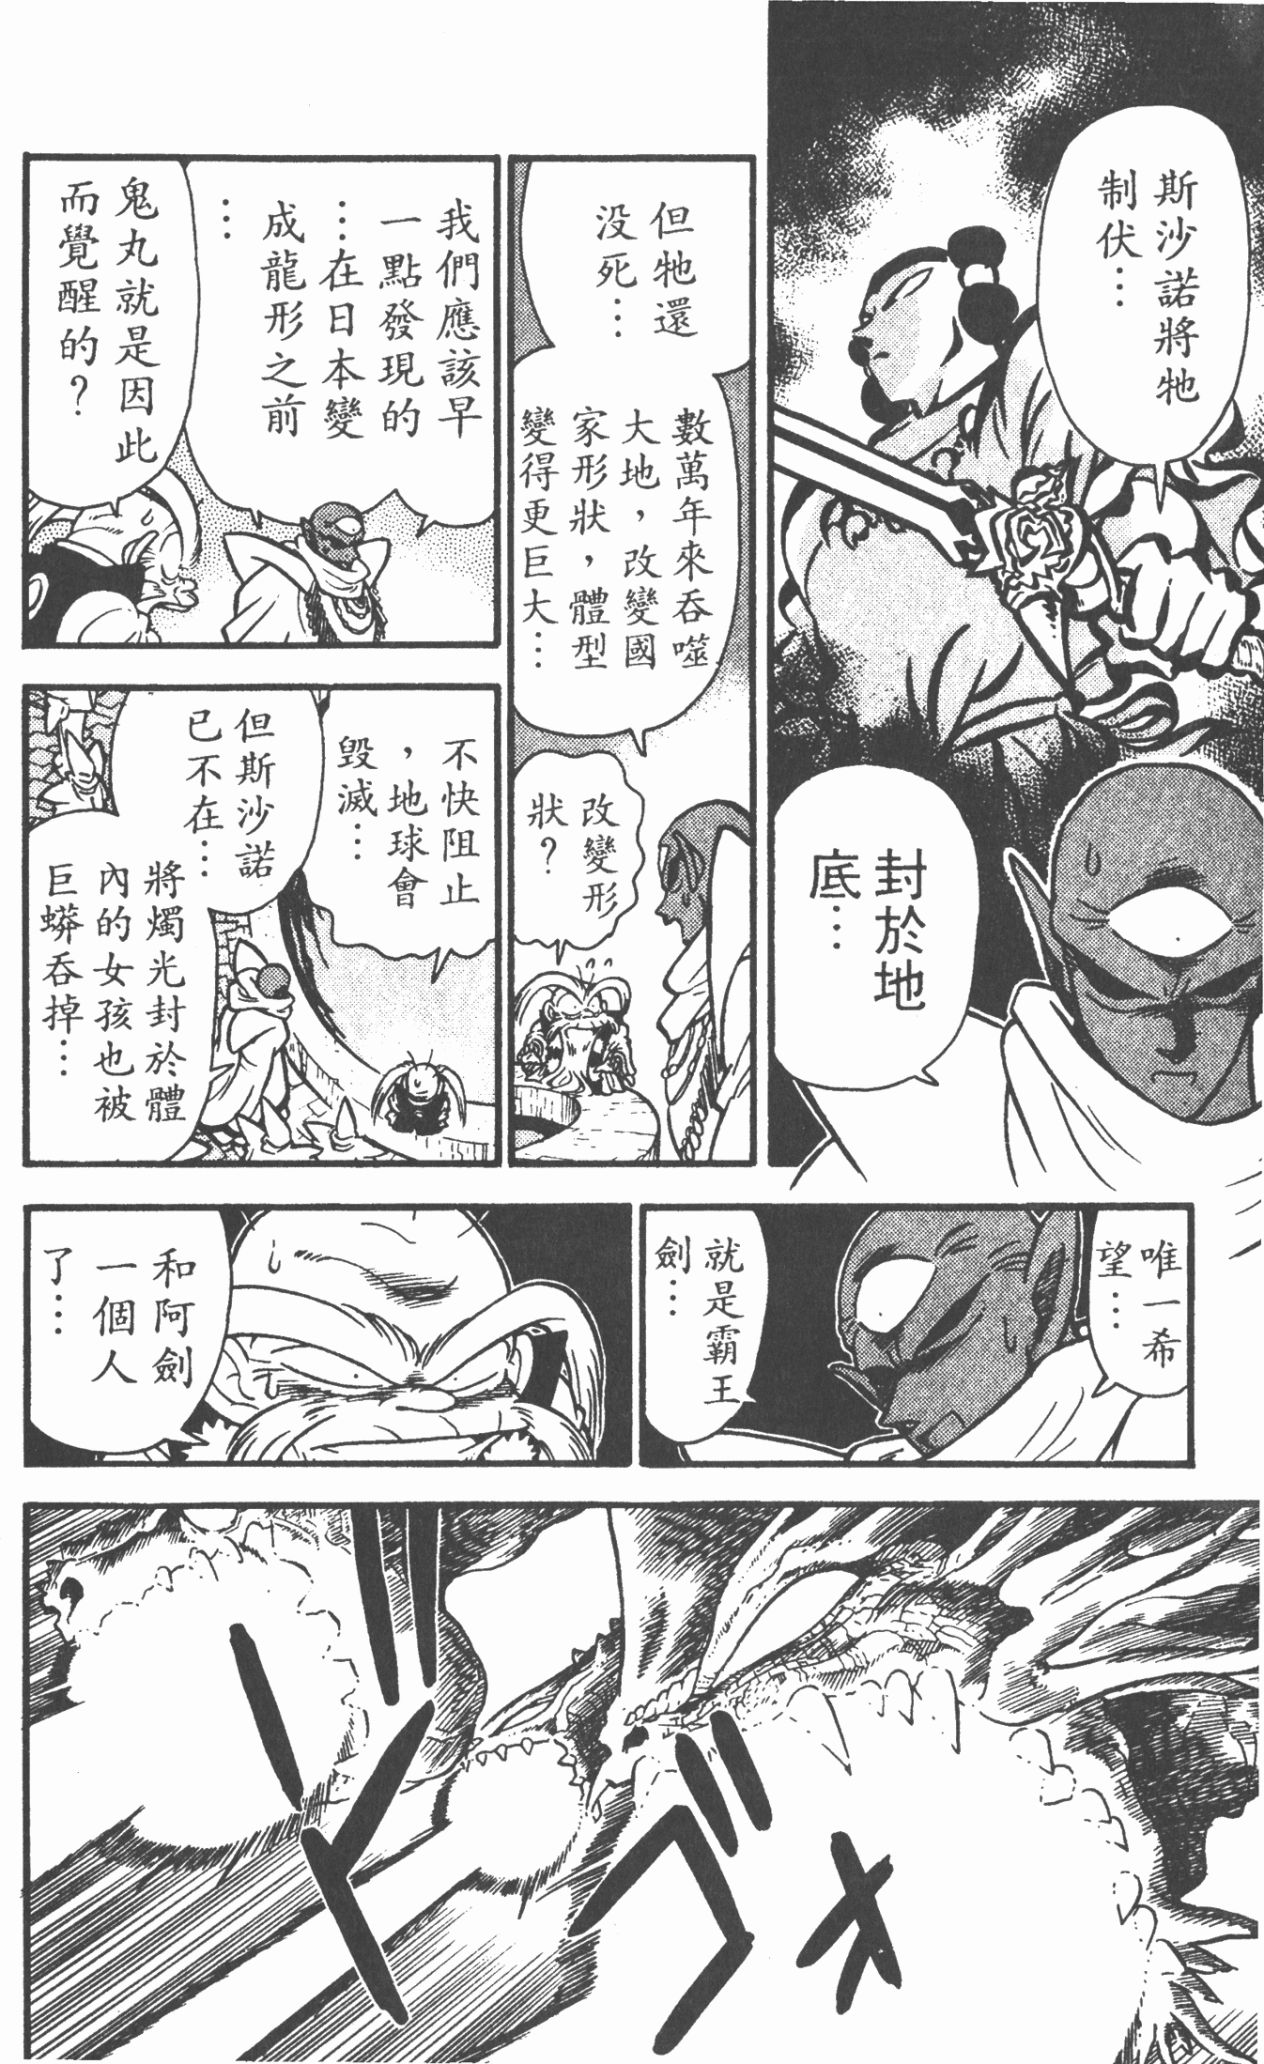 斯沙諾將牠
制伏…
封於地
底…
但牠還
没死…
數萬年來吞噬
大地，改變國
家形狀，體型
變得更巨大…
改變形
狀？
我們應該早
一點發現的
…在日本變
成龍形之前
…
鬼丸就是因此
而覺醒的？
不快阻止
，地球會
毀滅…
但斯沙諾
已不在…
將燭光封於體
內的女孩也被
巨蟒吞掉…
唯一希
望…
就是霸王
劍…
和阿劍
一個人
了…